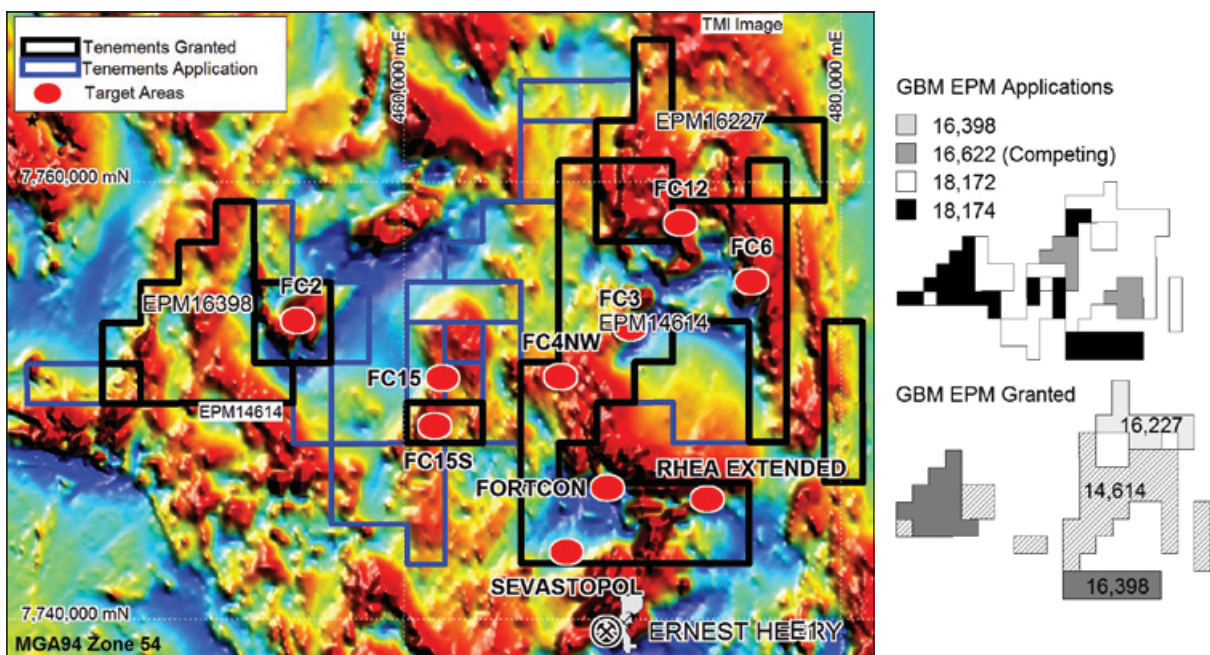 TMI Image
Tenements Granted
Tenements Application
Target Areas
460,000 mE
480,000 mE
7,760,000 mN
EPM16227
FC12
FC6
FC2
EPM16398
FC3
EPM14614
FC4NW
FC15
EPM14614
FC15S
RHEA EXTENDED
FORTCON
SEVASTOPOL
7,740,000 mN
MGA94 Zone 54
GBM EPM Applications
16,398
16,622 (Competing)
18,172
18,174
GBM EPM Granted
16,227
14,614
16,398